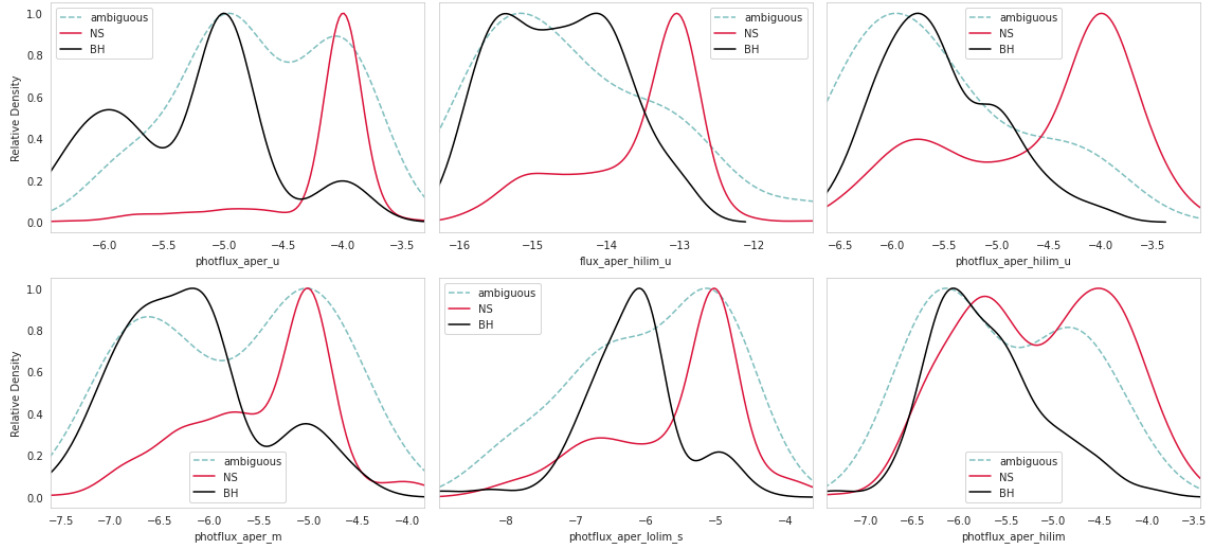 Relative Density
1.0
0.8
0.6
0.4
0.2
0.0
ambiguous
NS
BH
−6.0 −5.5 −5.0 −4.5 −4.0 −3.5
photflux_aper_u
ambiguous
NS
BH
−16 −15 −14 −13 −12
flux_aper_hilim_u
ambiguous
NS
BH
−6.5 −6.0 −5.5 −5.0 −4.5 −4.0 −3.5
photflux_aper_hilim_u
Relative Density
1.0
0.8
0.6
0.4
0.2
0.0
ambiguous
NS
BH
−7.5 −7.0 −6.5 −6.0 −5.5 −5.0 −4.5 −4.0
photflux_aper_m
ambiguous
NS
BH
−8 −7 −6 −5 −4
photflux_aper_lolim_s
ambiguous
NS
BH
−7.0 −6.5 −6.0 −5.5 −5.0 −4.5 −4.0 −3.5
photflux_aper_hilim